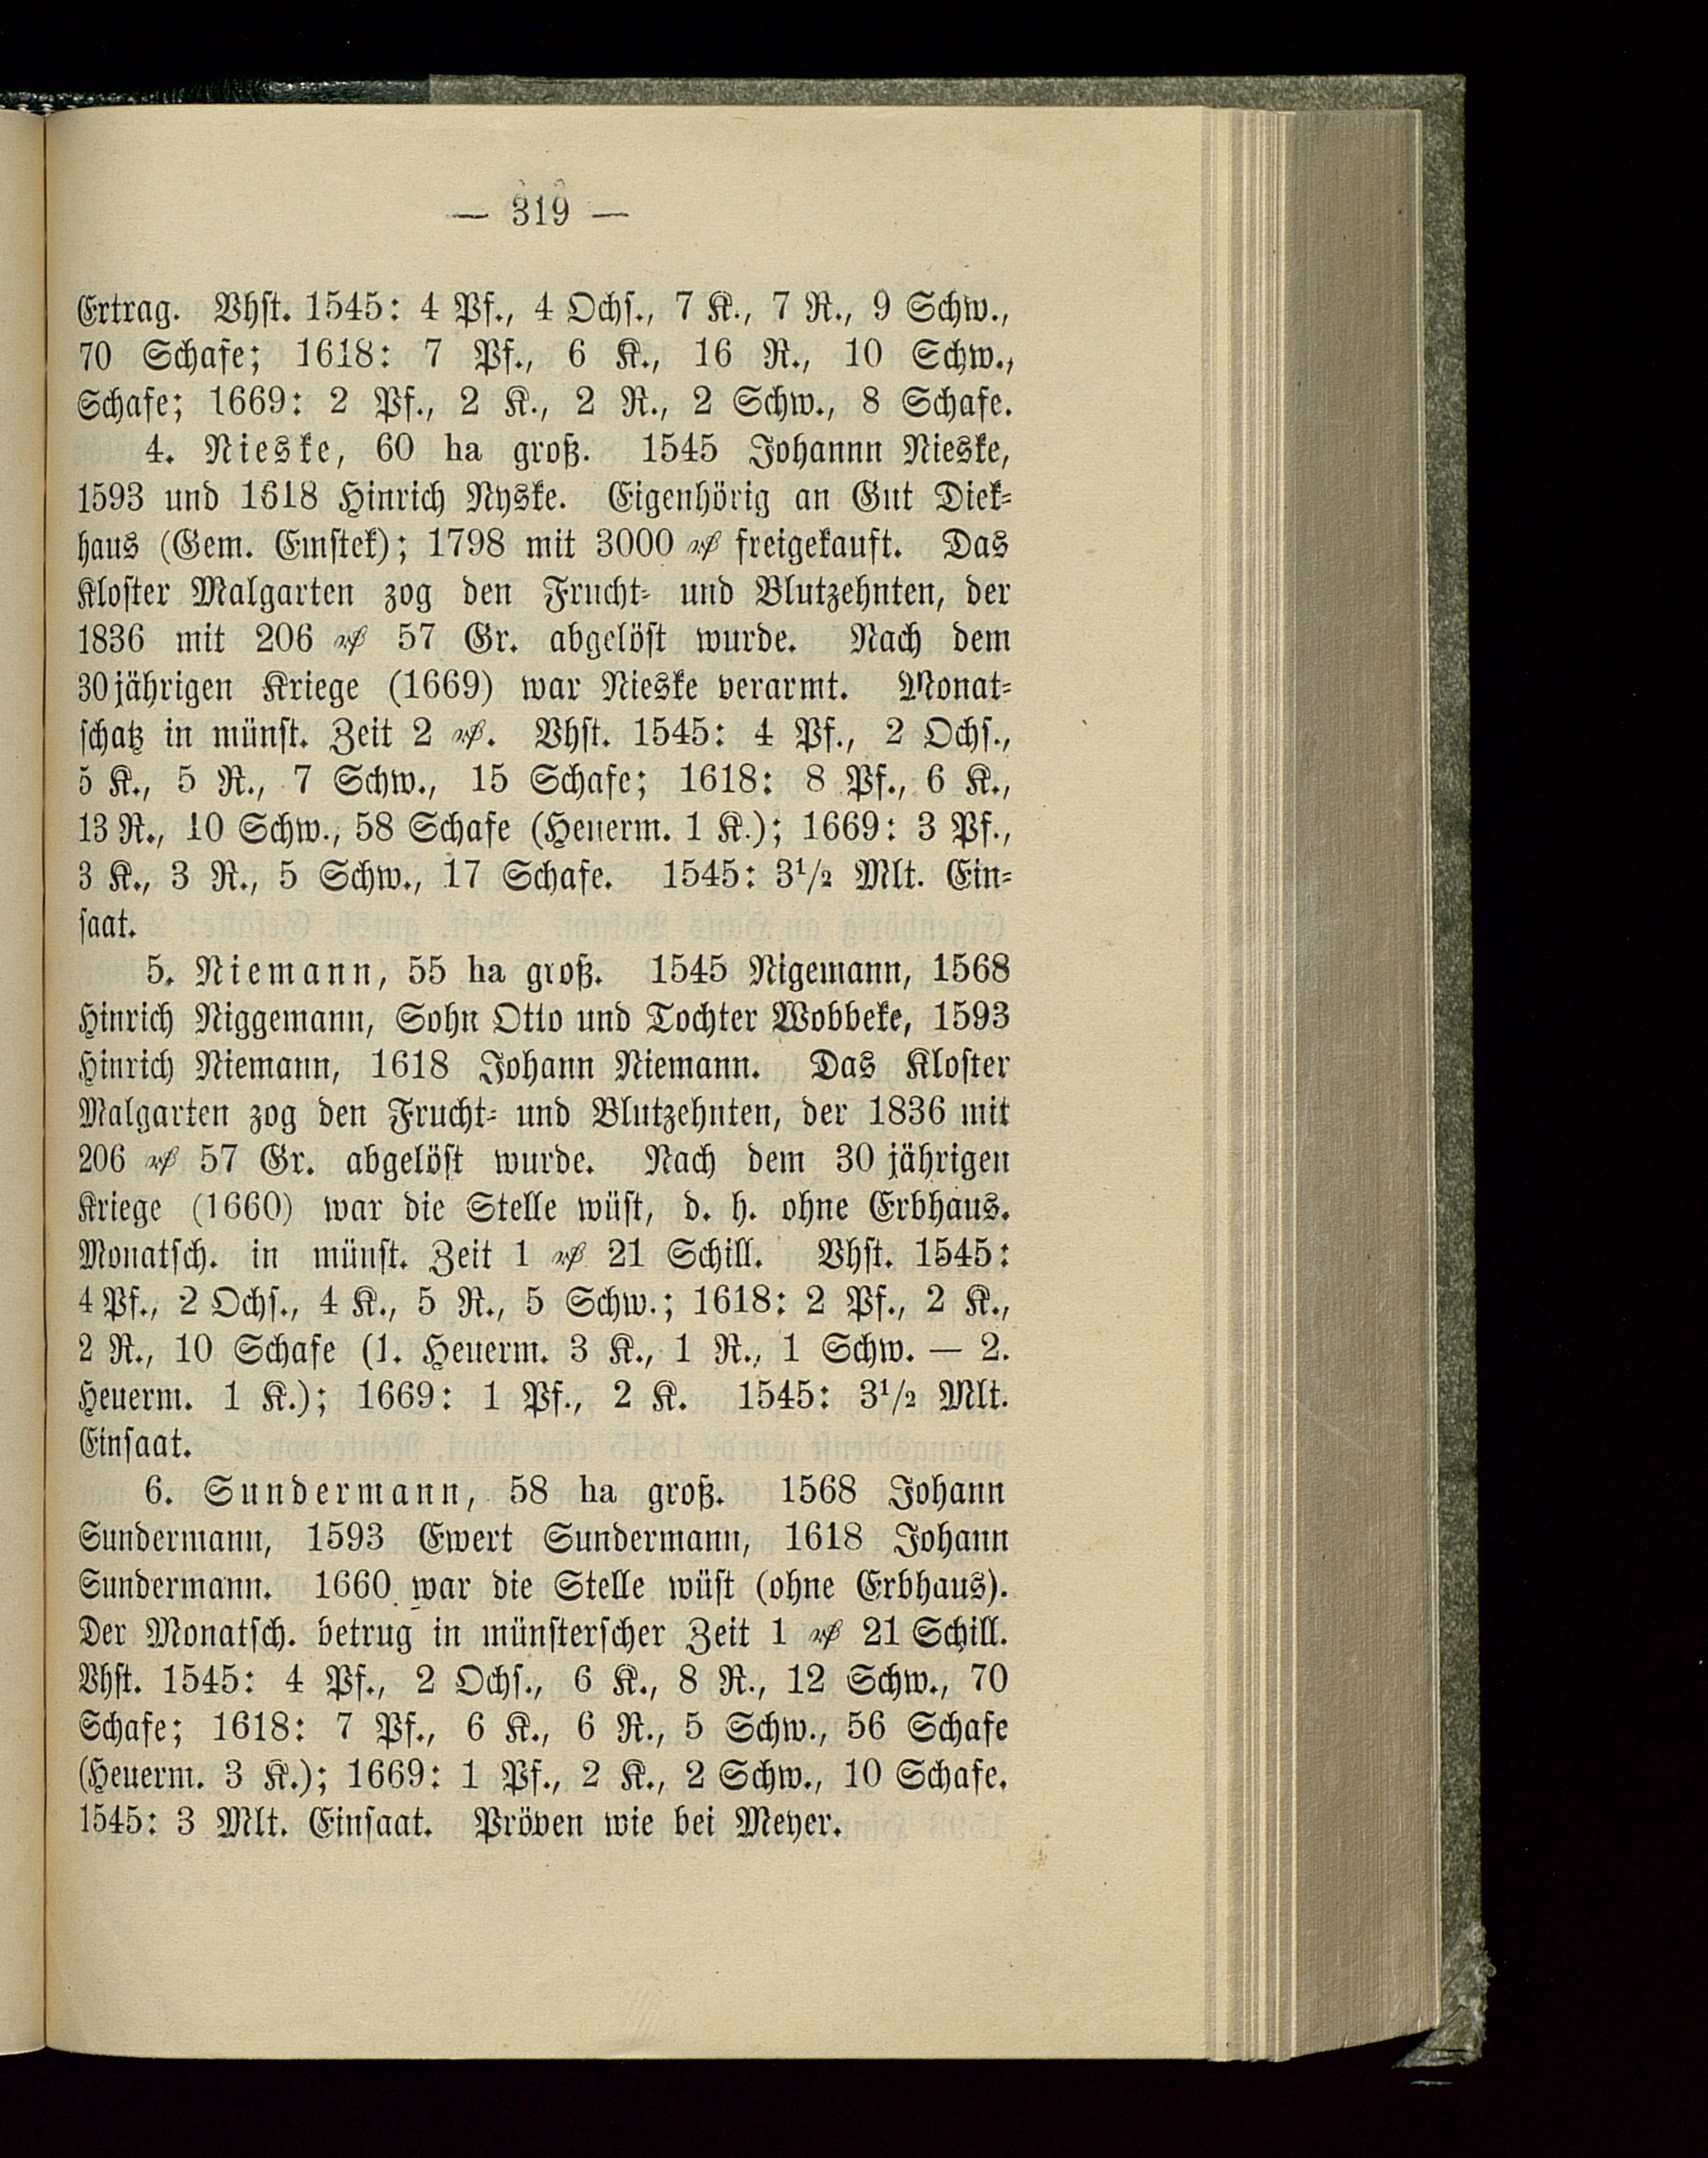 — 319 —
Ertrag. Vhst. 1545: 4 Pf., 4 Ochs., 7 K., 7 R., 9 Schw.,
70 Schafe; 1618: 7 Pf., 6 K., 16 R., 10 Schw.,
Schafe; 1669: 2 Pf., 2 K., 2 R., 2 Schw., 8 Schafe.
4. Nieske, 60 ha groß. 1545 Johannn Nieske,
1593 und 1618 Hinrich Nyske. Eigenhörig an Gut Diek-
haus (Gem. Emstek); 1798 mit 3000 ₰ freigekauft. Das
Kloster Malgarten zog den Frucht- und Blutzehnten, der
1836 mit 206 ₰ 57 Gr. abgelöst wurde. Nach dem
30jährigen Kriege (1669) war Nieske verarmt. Monat-
schatz in münst. Zeit 2 ₰. Vhst. 1545: 4 Pf., 2 Ochs.,
5 K., 5 R., 7 Schw., 15 Schafe; 1618: 8 Pf., 6 K.,
13 R., 10 Schw., 58 Schafe (Heuerm. 1 K.); 1669: 3 Pf.,
3 K., 3 R., 5 Schw., 17 Schafe. 1545: 3½ Mlt. Ein-
saat.
5. Niemann, 55 ha groß. 1545 Nigemann, 1568
Hinrich Niggemann, Sohn Otto und Tochter Wobbeke, 1593
Hinrich Niemann, 1618 Johann Niemann. Das Kloster
Malgarten zog den Frucht- und Blutzehnten, der 1836 mit
206 ₰ 57 Gr. abgelöst wurde. Nach dem 30 jährigen
Kriege (1660) war die Stelle wüst, d. h. ohne Erbhaus.
Monatsch. in münst. Zeit 1 ₰ 21 Schill. Vhst. 1545:
4 Pf., 2 Ochs., 4 K., 5 R., 5 Schw.; 1618: 2 Pf., 2 K.,
2 R., 10 Schafe (1. Heuerm. 3 K., 1 R., 1 Schw. — 2.
Heuerm. 1 K.); 1669: 1 Pf., 2 K. 1545: 3½ Mlt.
Einsaat.
6. Sundermann, 58 ha groß. 1568 Johann
Sundermann, 1593 Ewert Sundermann, 1618 Johann
Sundermann. 1660 war die Stelle wüst (ohne Erbhaus).
Der Monatsch. betrug in münsterscher Zeit 1 ₰ 21 Schill.
Vhst. 1545: 4 Pf., 2 Ochs., 6 K., 8 R., 12 Schw., 70
Schafe; 1618: 7 Pf., 6 K., 6 R., 5 Schw., 56 Schafe
(Heuerm. 3 K.); 1669: 1 Pf., 2 K., 2 Schw., 10 Schafe.
1545: 3 Mlt. Einsaat. Pröven wie bei Meyer.